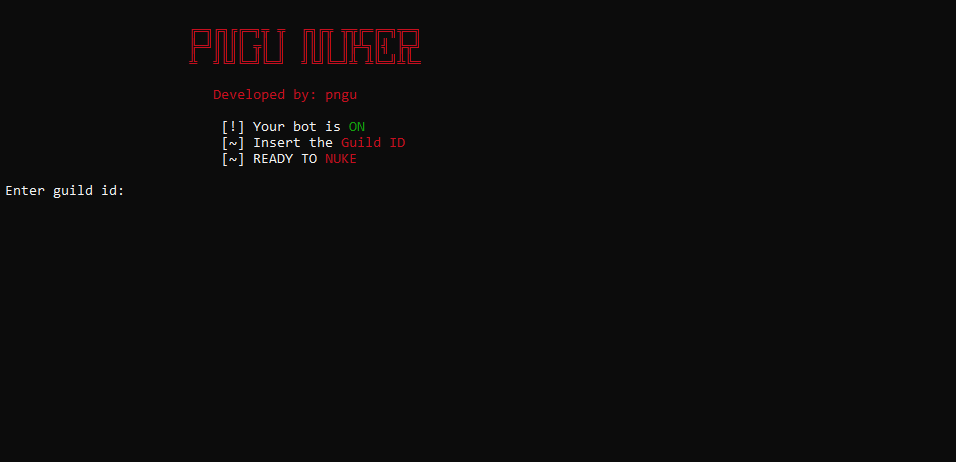 PNGU NUKER
Developed by: pngu
[!] Your bot is ON
[~] Insert the Guild ID
[~] READY TO NUKE
Enter guild id: